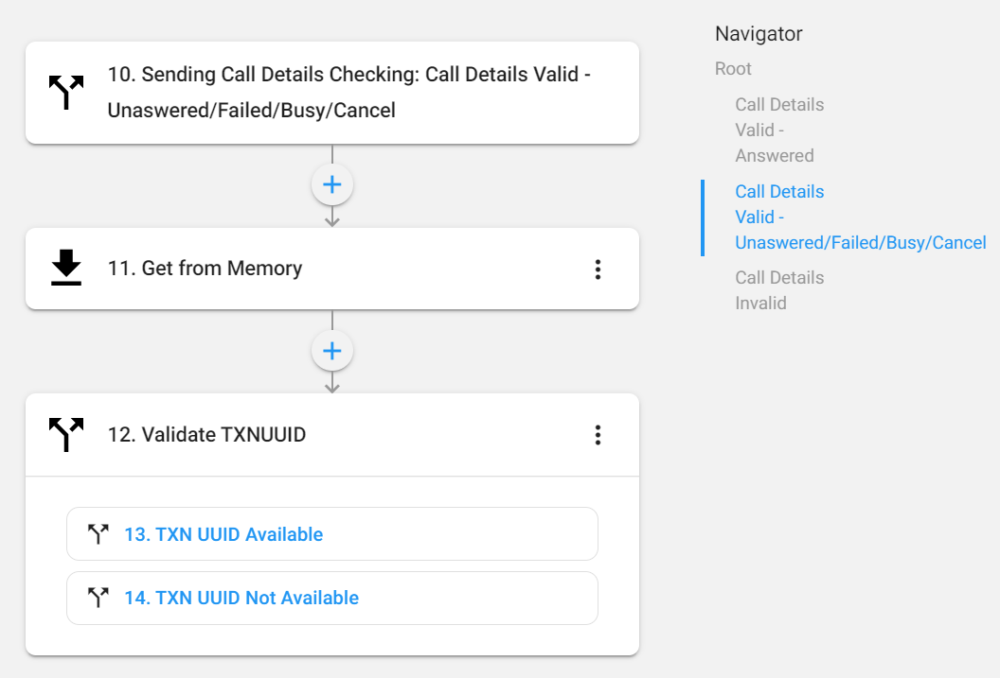 10. Sending Call Details Checking: Call Details Valid -
Unaswered/Failed/Busy/Cancel
11. Get from Memory
12. Validate TXNUUID
13. TXN UUID Available
14. TXN UUID Not Available
Navigator
Root
Call Details
Valid -
Answered
Call Details
Valid -
Unaswered/Failed/Busy/Cancel
Call Details
Invalid